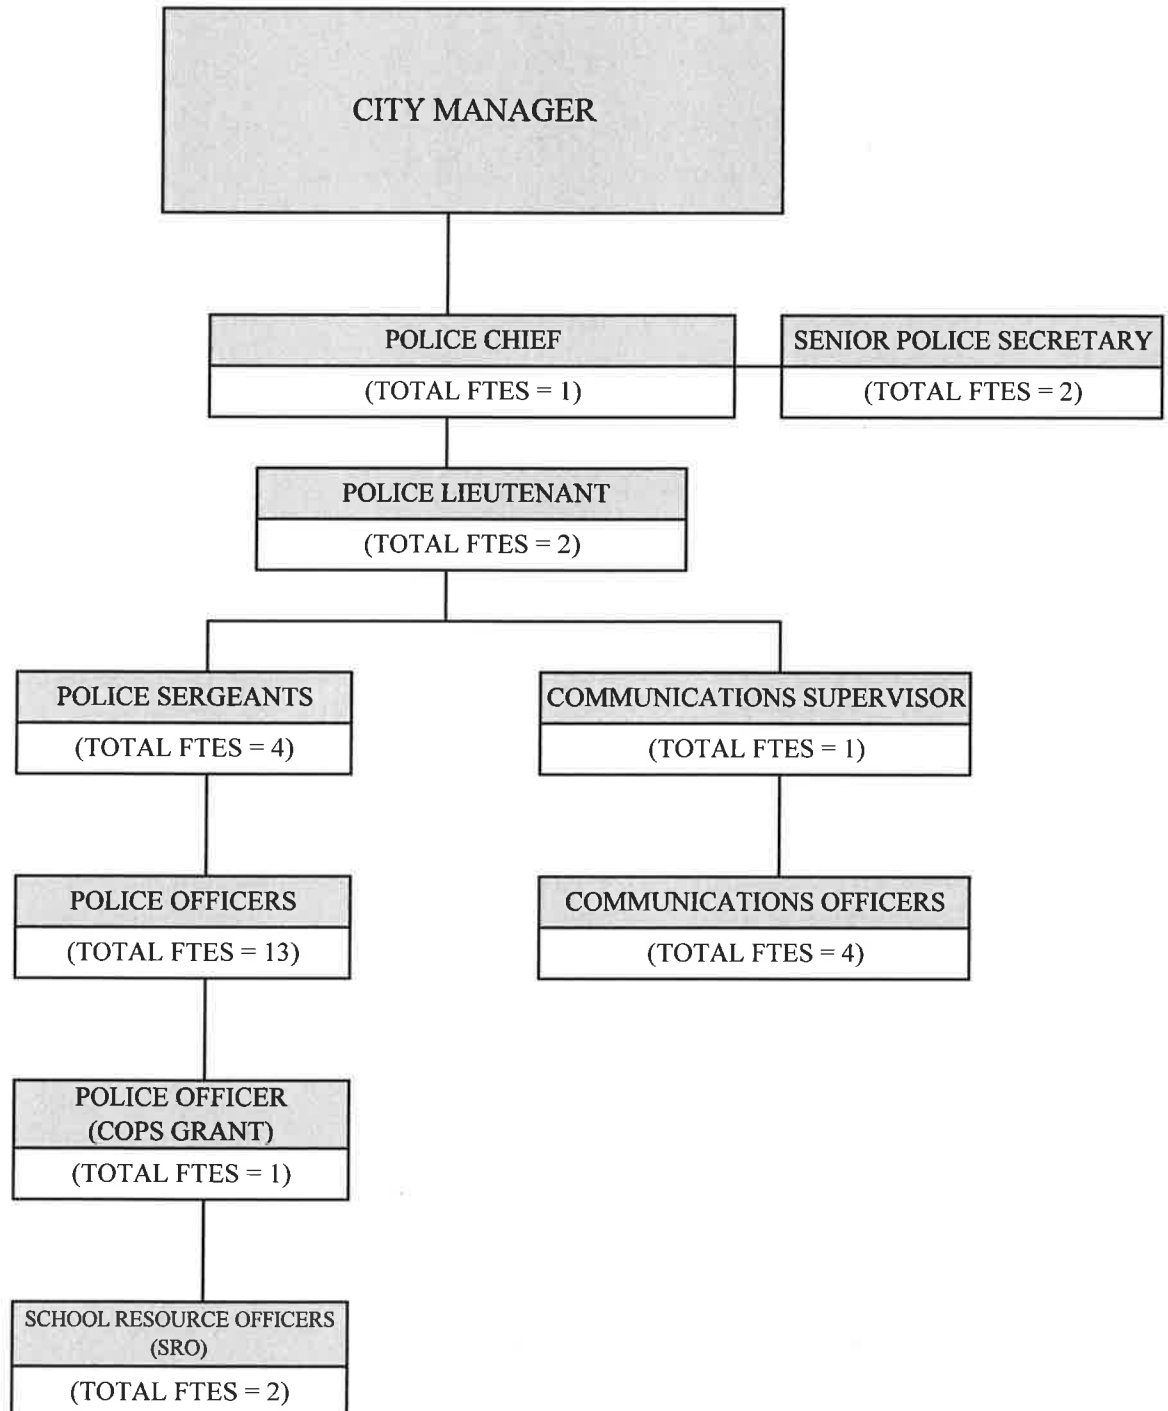 CITY MANAGER
POLICE CHIEF
(TOTAL FTES = 1)
SENIOR POLICE SECRETARY
(TOTAL FTES = 2)
POLICE LIEUTENANT
(TOTAL FTES = 2)
POLICE SERGEANTS
(TOTAL FTES = 4)
COMMUNICATIONS SUPERVISOR
(TOTAL FTES = 1)
POLICE OFFICERS
(TOTAL FTES = 13)
COMMUNICATIONS OFFICERS
(TOTAL FTES = 4)
POLICE OFFICER
(COPS GRANT)
(TOTAL FTES = 1)
SCHOOL RESOURCE OFFICERS
(SRO)
(TOTAL FTES = 2)